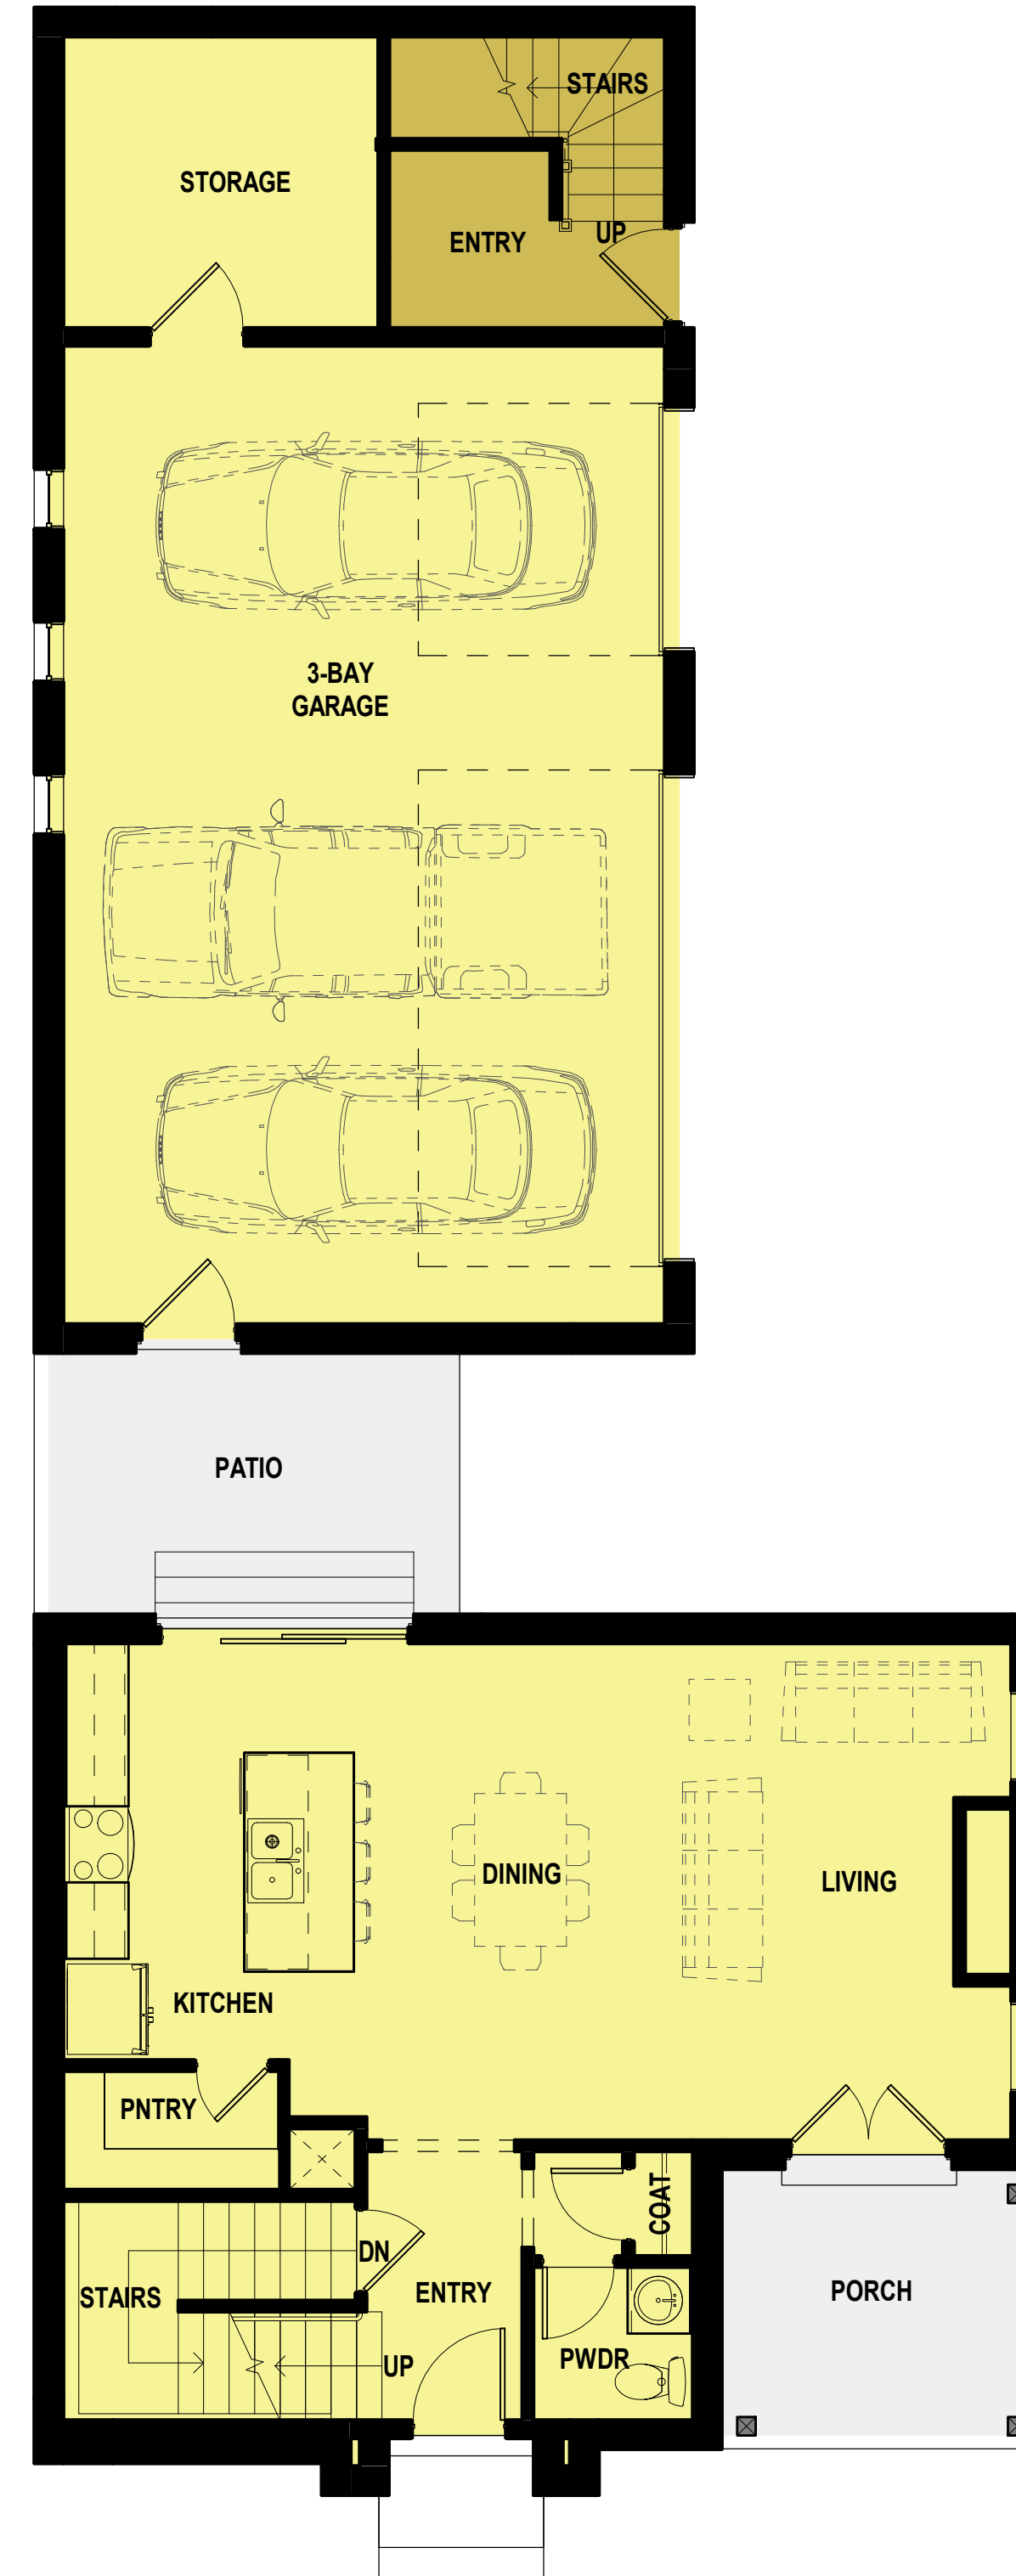 STAIRS
STORAGE
ENTRY
UP
3-BAY
GARAGE
PATIO
DINING
LIVING
KITCHEN
PNTRY
COAT
DN
STAIRS
ENTRY
PORCH
PWDR
UP